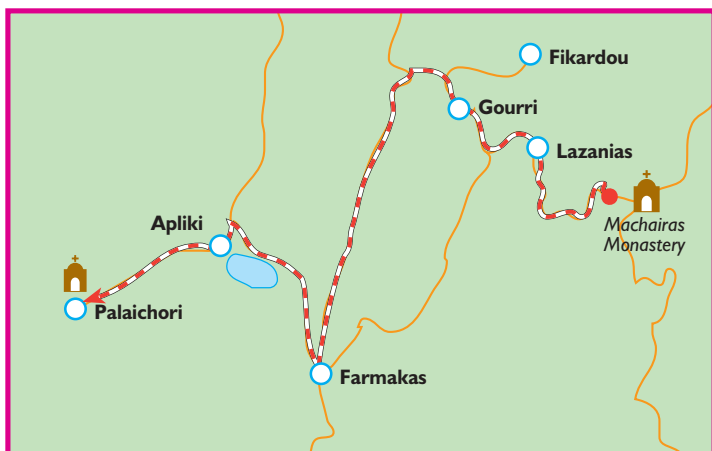 Fikardou
Gourri
Lazanias
Machairas
Monastery
Apliki
Palaichori
Farmakas